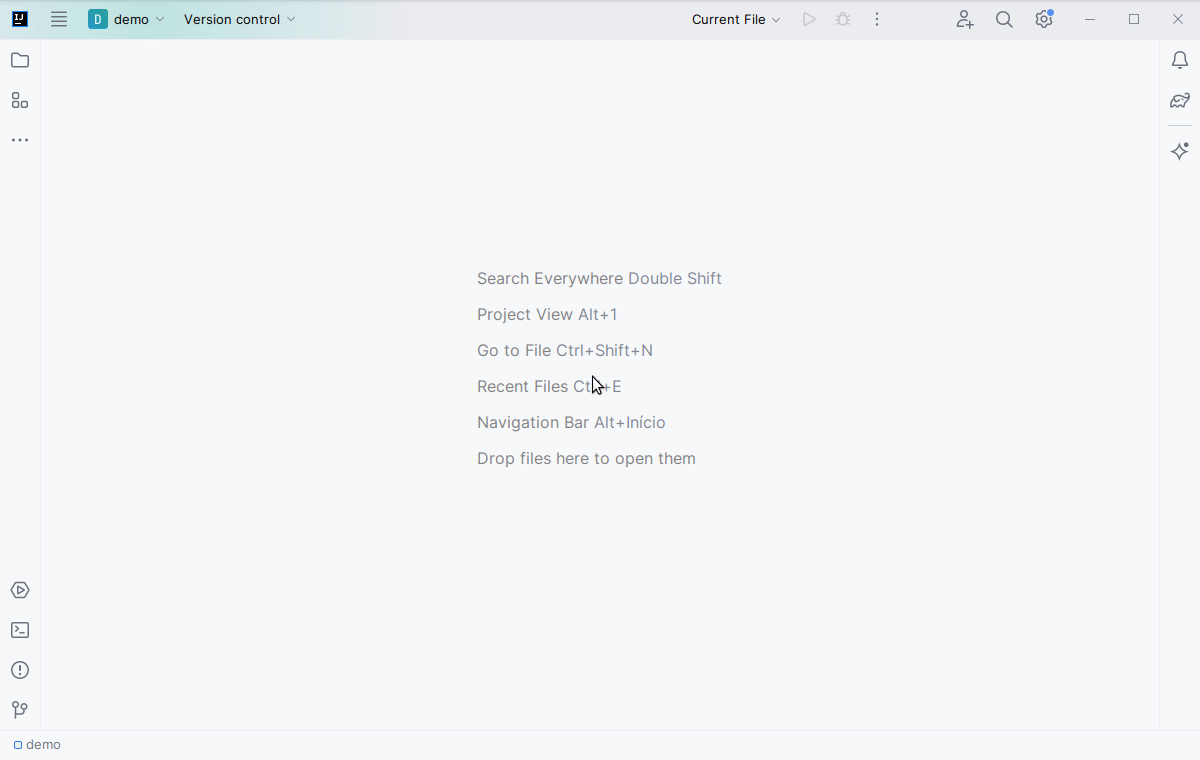 IJ
D demo Version control Current File
Search Everywhere Double Shift
Project View Alt+1
Go to File Ctrl+Shift+N
Recent Files Ct +E
Navigation Bar Alt+Início
Drop files here to open them
demo